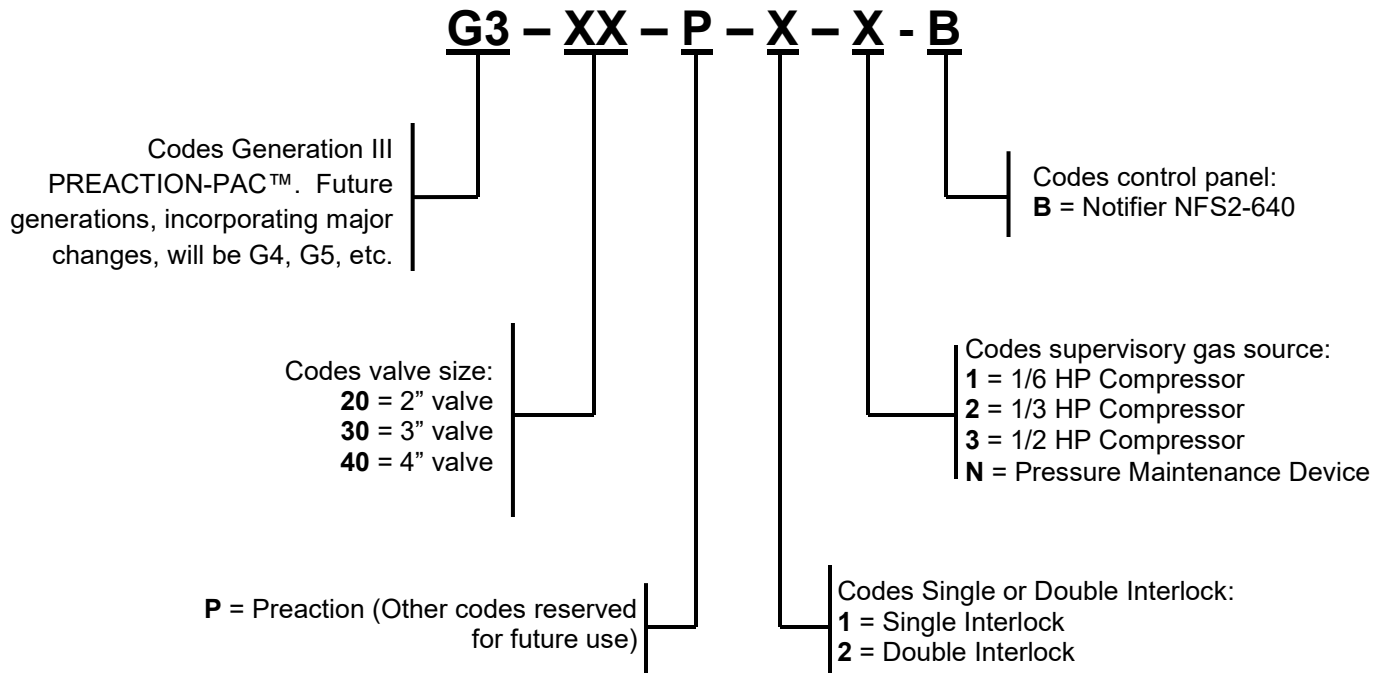 G3 – XX – P – X – X - B
Codes Generation III
PREACTION-PAC™. Future
generations, incorporating major
changes, will be G4, G5, etc.
Codes control panel:
B = Notifier NFS2-640
Codes valve size:
20 = 2” valve
30 = 3” valve
40 = 4” valve
Codes supervisory gas source:
1 = 1/6 HP Compressor
2 = 1/3 HP Compressor
3 = 1/2 HP Compressor
N = Pressure Maintenance Device
P = Preaction (Other codes reserved
for future use)
Codes Single or Double Interlock:
1 = Single Interlock
2 = Double Interlock